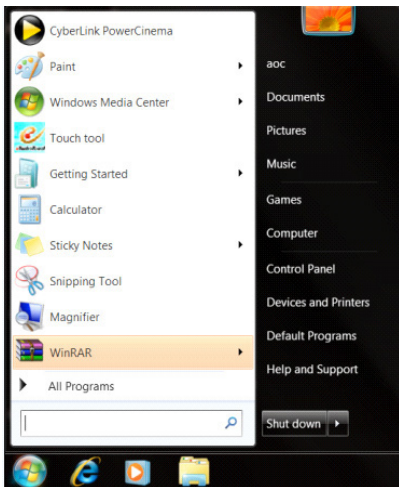 CyberLink PowerCinema
Paint
Windows Media Center
Touch tool
Getting Started
Calculator
Sticky Notes
Snipping Tool
Magnifier
WinRAR
All Programs
aoc
Documents
Pictures
Music
Games
Computer
Control Panel
Devices and Printers
Default Programs
Help and Support
Shut down